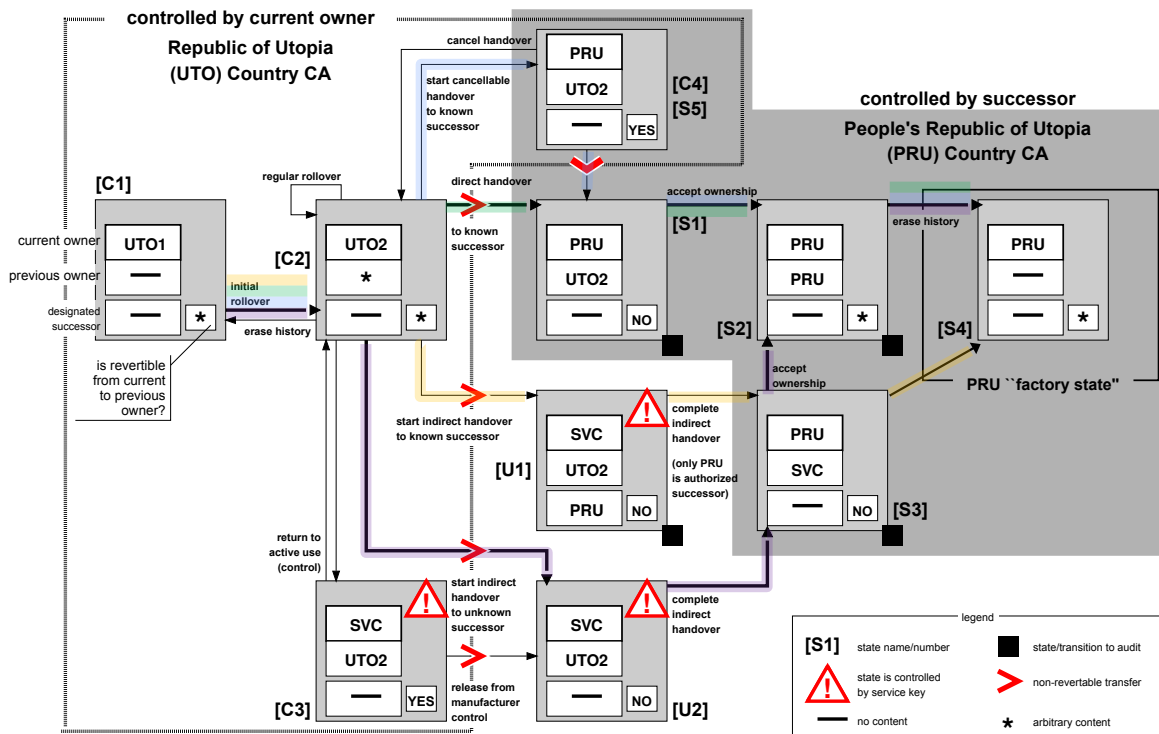 controlled by current owner
Republic of Utopia
(UTO) Country CA
cancel handover
start cancellable
handover
to known
successor
PRU
UTO2
—
YES
[C4]
[S5]
controlled by successor
People's Republic of Utopia
(PRU) Country CA
[C1]
current owner
previous owner
designated
successor
UTO1
—
—
*
is revertible
from current
to previous
owner?
initial
rollover
erase history
regular rollover
[C2]
UTO2
*
—
*
direct handover
to known
successor
PRU
UTO2
—
NO
[S1]
accept ownership
[S2]
PRU
PRU
—
*
erase history
[S4]
PRU
—
—
*
PRU ``factory state"
start indirect handover
to known successor
[U1]
SVC
UTO2
PRU
NO
!
complete
indirect
handover
(only PRU
is authorized
successor)
accept
ownership
PRU
SVC
—
NO
[S3]
return to
active use
(control)
[C3]
SVC
UTO2
—
YES
!
start indirect
handover
to unknown
successor
release from
manufacturer
control
SVC
UTO2
—
NO
!
[U2]
complete
indirect
handover
legend
[S1]
state name/number
state/transition to audit
!
state is controlled
by service key
non-revertable transfer
—
no content
*
arbitrary content